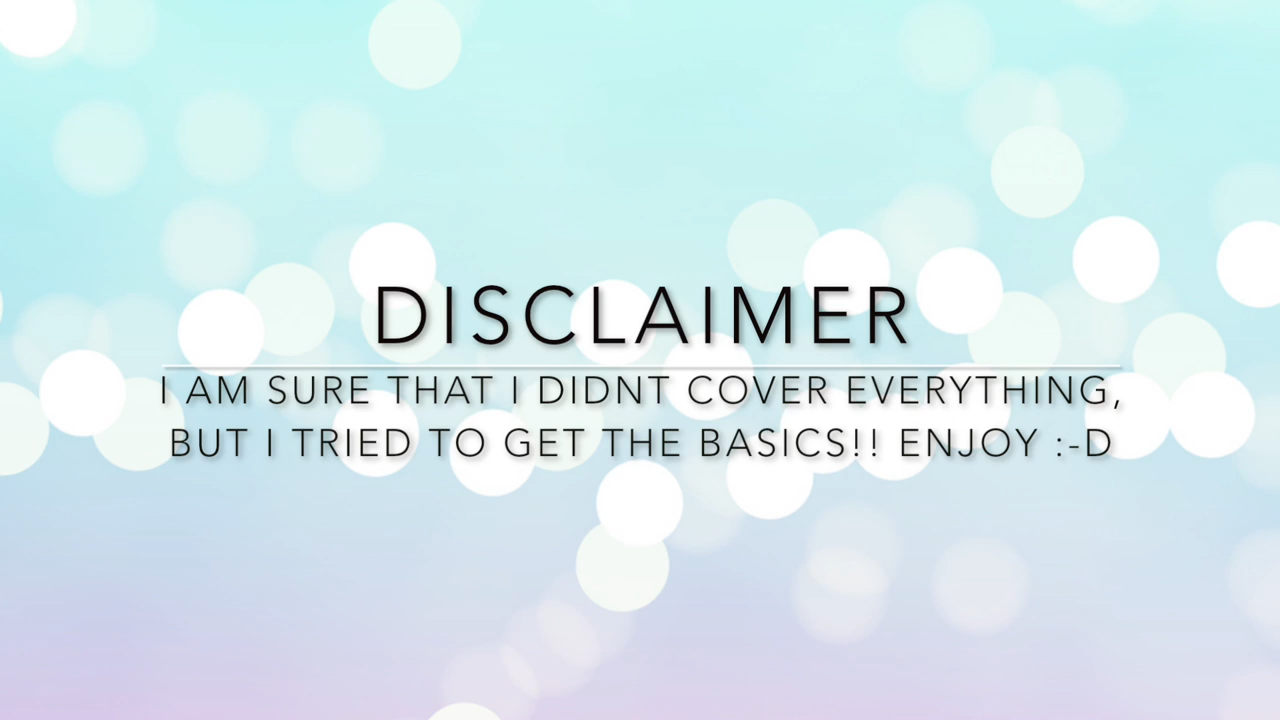 DISCLAIMER
I AM SURE THAT I DIDNT COVER EVERYTHING,
BUT I TRIED TO GET THE BASICS!! ENJOY :-D